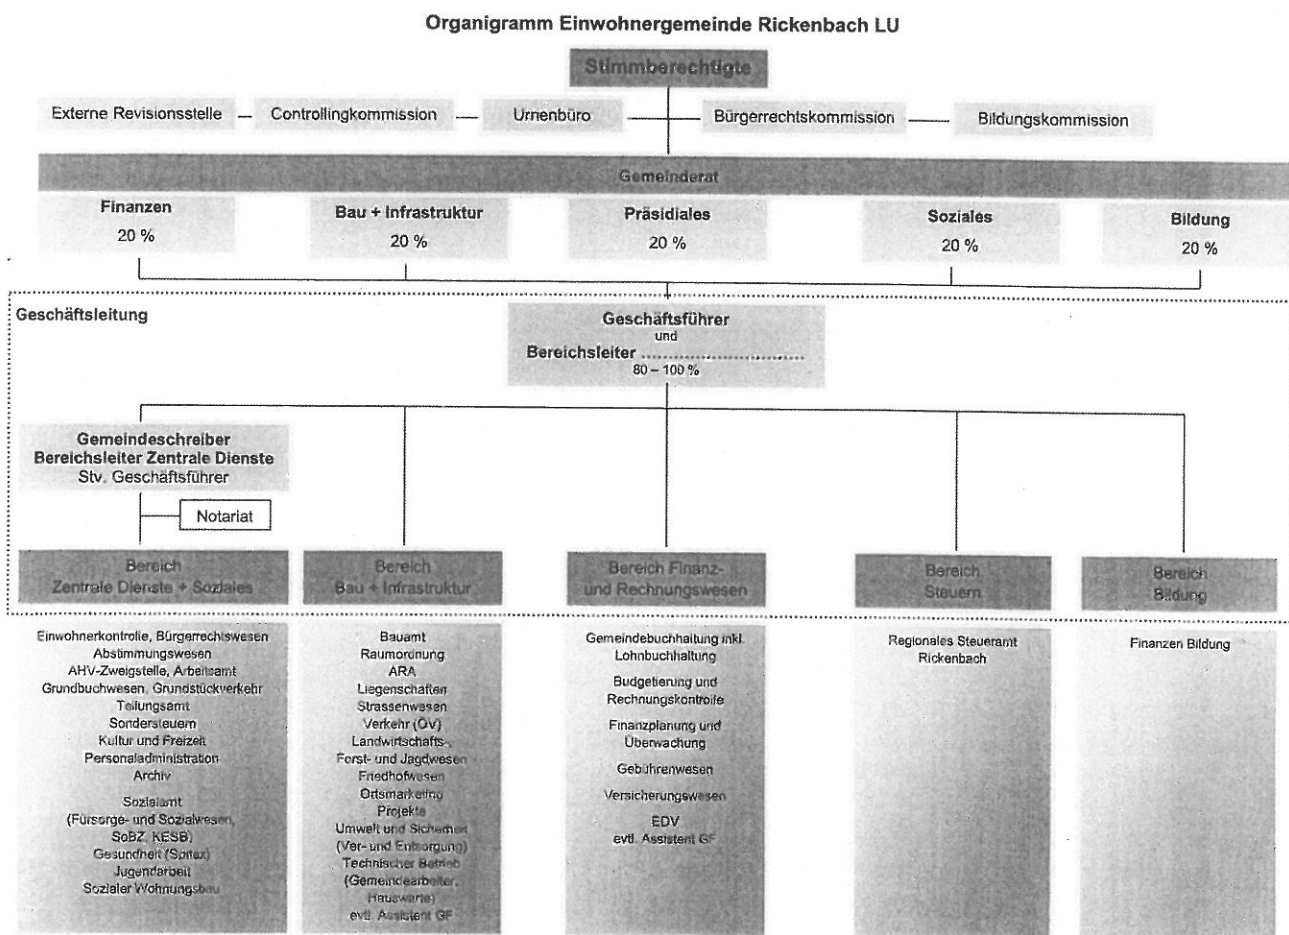 Organigramm Einwohnergemeinde Rickenbach LU
Stimmberechtigte
Externe Revisionsstelle
Controllingkommission
Urnenbüro
Bürgerrechtskommission
Bildungskommission
Gemeinderat
Finanzen
20 %
Bau + Infrastruktur
20 %
Präsidiales
20 %
Soziales
20 %
Bildung
20 %
Geschäftsleitung
Geschäftsführer
und
Bereichsleiter ................................
80 – 100 %
Gemeindeschreiber
Bereichsleiter Zentrale Dienste
Stv. Geschäftsführer
Notariat
Bereich
Zentrale Dienste + Soziales
Bereich
Bau + Infrastruktur
Bereich Finanz-
und Rechnungswesen
Bereich
Steuern
Bereich
Bildung
Einwohnerkontrolle, Bürgerrechtswesen
Abstimmungswesen
AHV-Zweigstelle, Arbeitsamt
Grundbuchwesen, Grundstückverkehr
Teilungsamt
Sondersteuern
Kultur und Freizeit
Personaladministration
Archiv
Sozialamt
(Fürsorge- und Sozialwesen,
SoBZ, KESB)
Gesundheit (Spitex)
Jugendarbeit
Sozialer Wohnungsbau
Bauamt
Raumordnung
ARA
Liegenschaften
Strassenwesen
Verkehr (ÖV)
Landwirtschafts-,
Forst- und Jagdwesen
Friedhofwesen
Ortsmarketing
Projekte
Umwelt und Sicherheit
(Ver- und Entsorgung)
Technischer Betrieb
(Gemeindearbeiter,
Hauswarte)
evtl. Assistent GF
Gemeindebuchhaltung inkl.
Lohnbuchhaltung
Budgetierung und
Rechnungskontrolle
Finanzplanung und
Überwachung
Gebührenwesen
Versicherungswesen
EDV
evtl. Assistent GF
Regionales Steueramt
Rickenbach
Finanzen Bildung